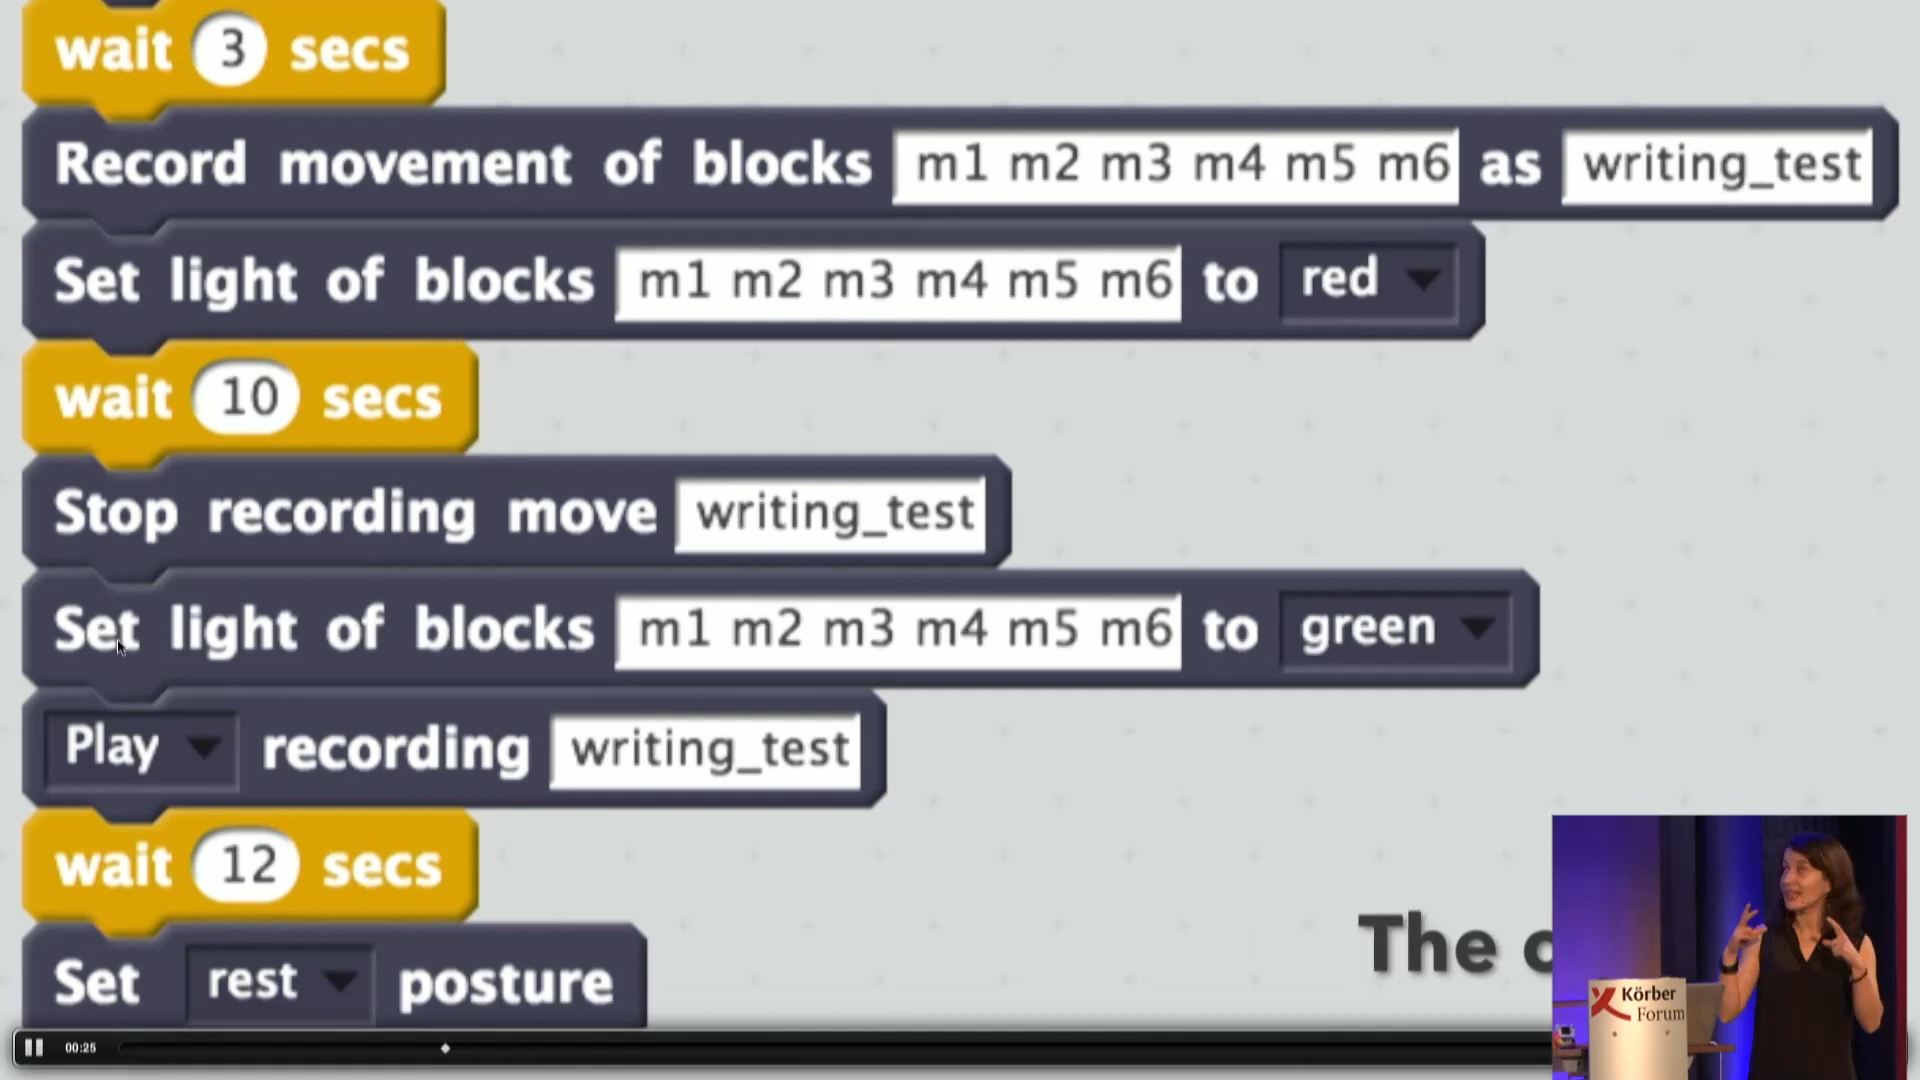 wait 3 secs
Record movement of blocks m1 m2 m3 m4 m5 m6 as writing_test
Set light of blocks m1 m2 m3 m4 m5 m6 to red
wait 10 secs
Stop recording move writing_test
Set light of blocks m1 m2 m3 m4 m5 m6 to green
Play recording writing_test
wait 12 secs
The
Set rest posture
Körber
Forum
00:25